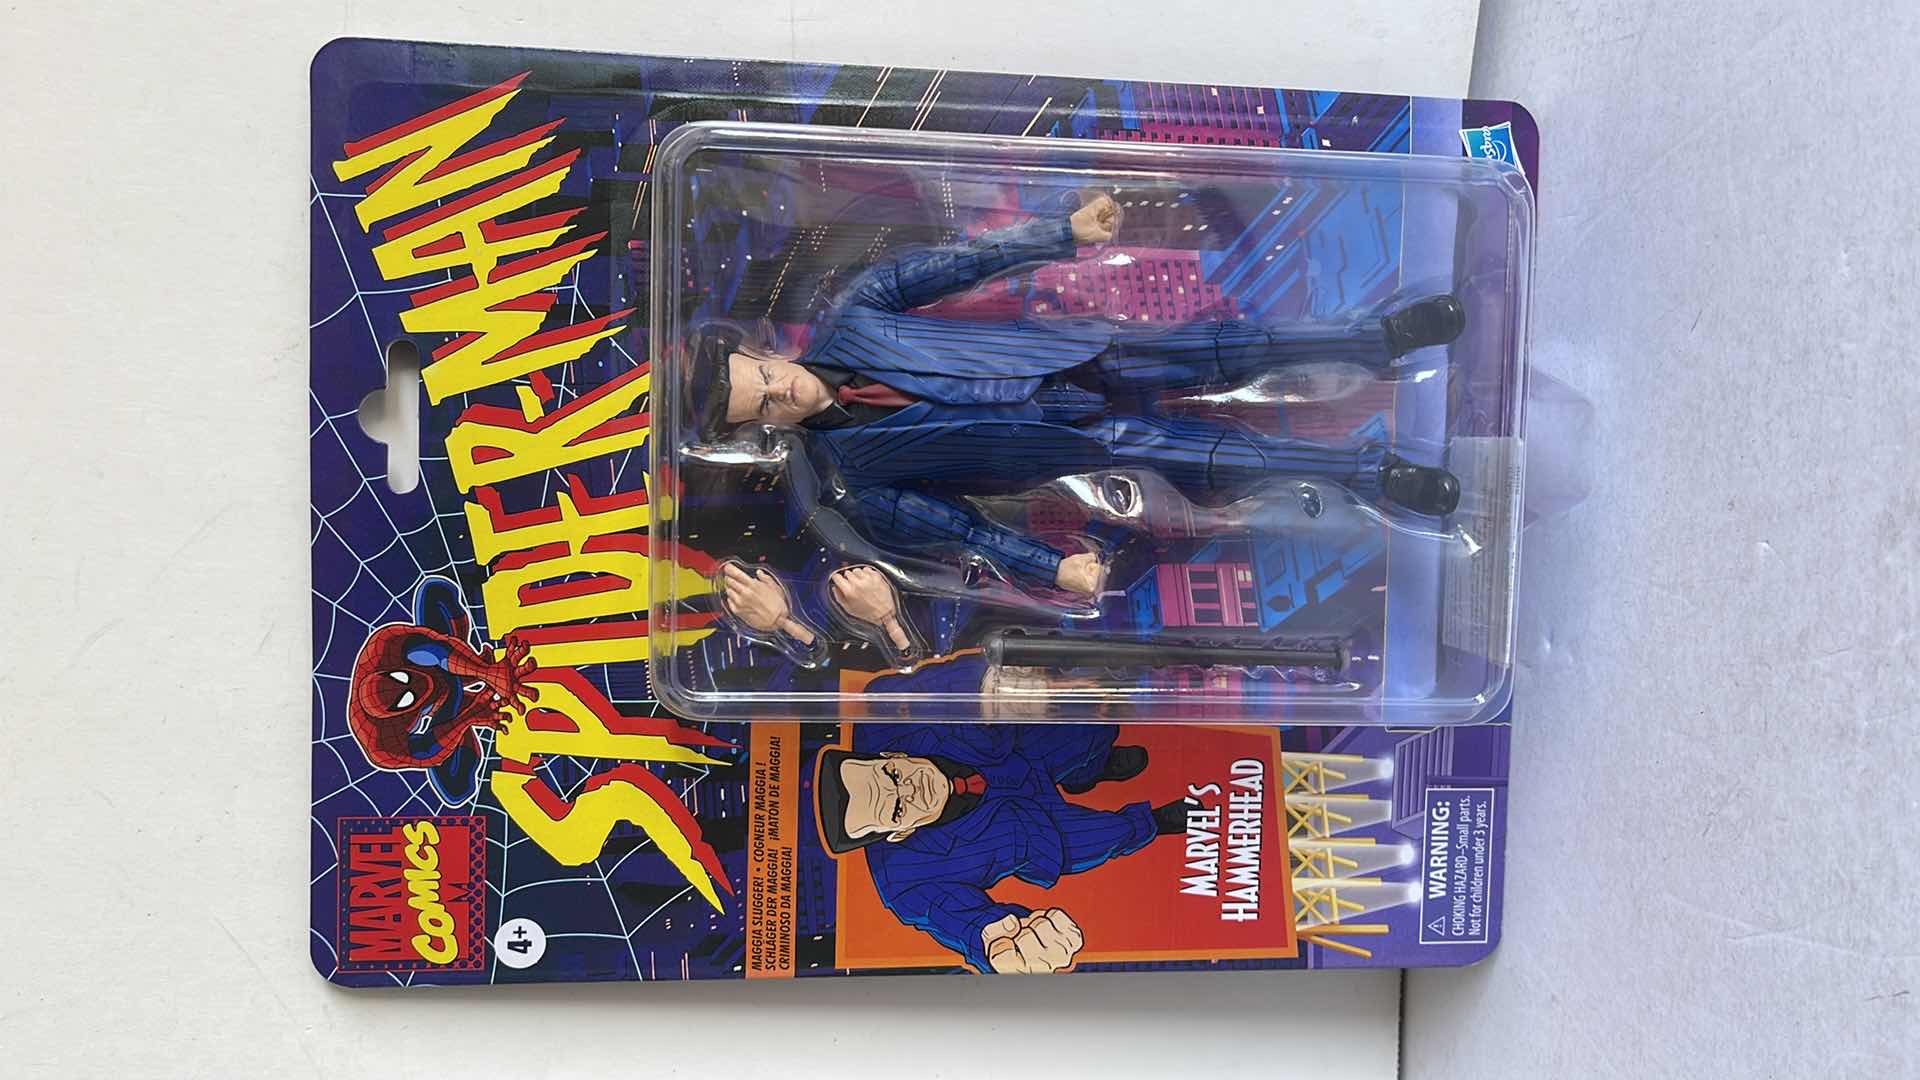 MARVEL
COMICS
SPIDER-MAN
4+
MAGGIA SLUGGER! • COGNEUR MAGGIA !
SCHLÄGER DER MAGGIA! ¡MATÓN DE MAGGIA!
CRIMINOSO DA MAGGIA!
MARVEL'S
HAMMERHEAD
WARNING:
CHOKING HAZARD–Small parts.
Not for children under 3 years.